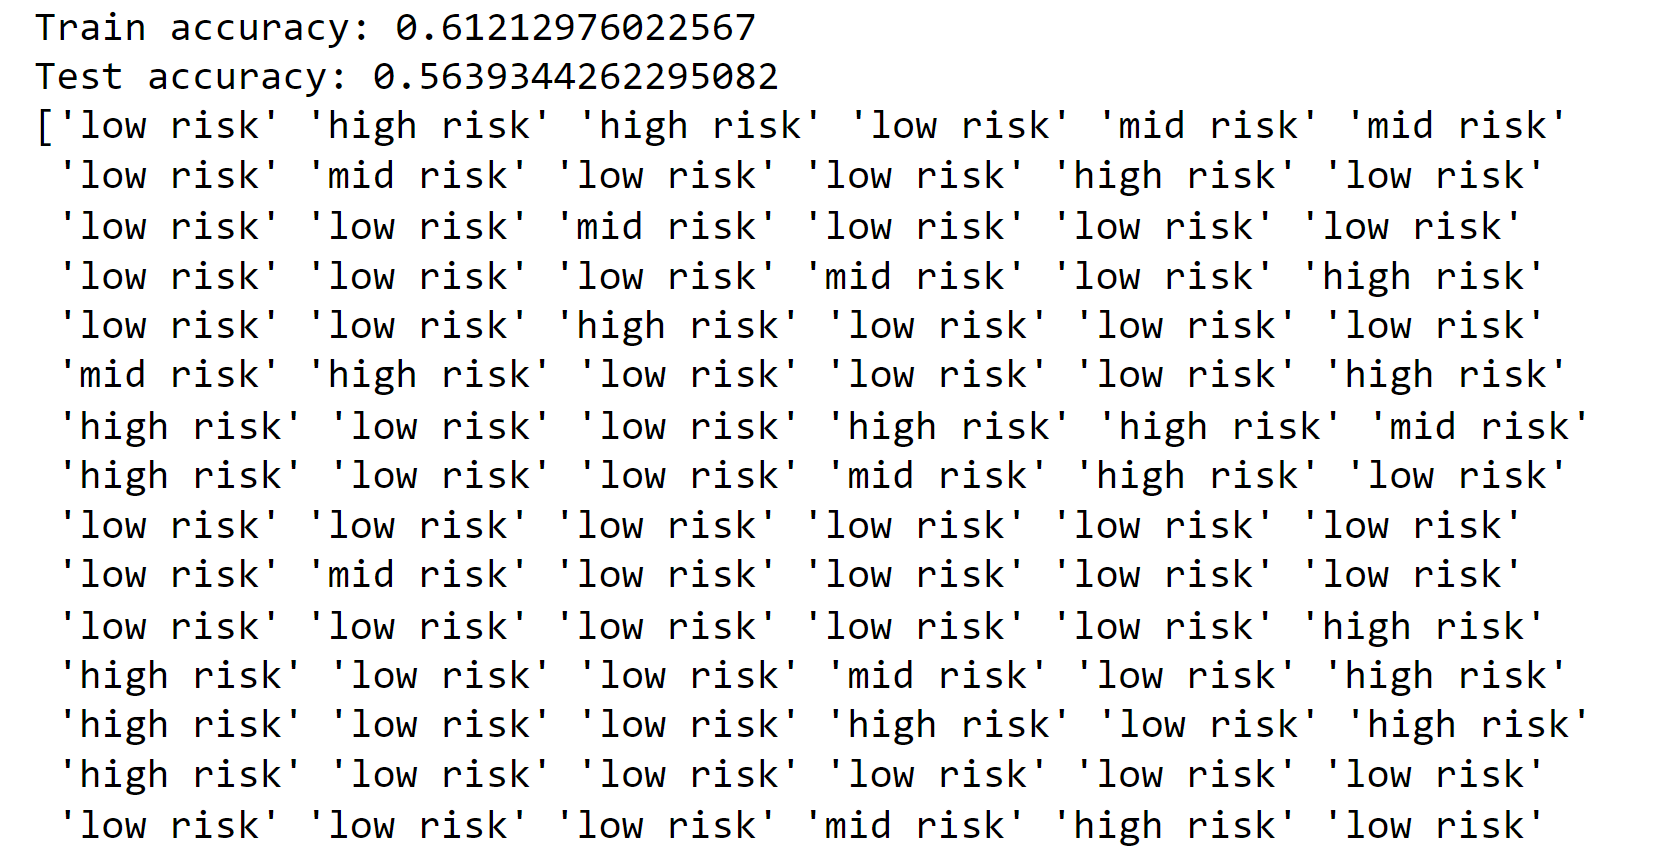 Train accuracy: 0.61212976022567
Test accuracy: 0.5639344262295082
['low risk' 'high risk' 'high risk' 'low risk' 'mid risk' 'mid risk'
'low risk' 'mid risk' 'low risk' 'low risk' 'high risk' 'low risk'
'low risk' 'low risk' 'mid risk' 'low risk' 'low risk' 'low risk'
'low risk' 'low risk' 'low risk' 'mid risk' 'low risk' 'high risk'
'low risk' 'low risk' 'high risk' 'low risk' 'low risk' 'low risk'
'mid risk' 'high risk' 'low risk' 'low risk' 'low risk' 'high risk'
'high risk' 'low risk' 'low risk' 'high risk' 'high risk' 'mid risk'
'high risk' 'low risk' 'low risk' 'mid risk' 'high risk' 'low risk'
'low risk' 'low risk' 'low risk' 'low risk' 'low risk' 'low risk'
'low risk' 'mid risk' 'low risk' 'low risk' 'low risk' 'low risk'
'low risk' 'low risk' 'low risk' 'low risk' 'low risk' 'high risk'
'high risk' 'low risk' 'low risk' 'mid risk' 'low risk' 'high risk'
'high risk' 'low risk' 'low risk' 'high risk' 'low risk' 'high risk'
'high risk' 'low risk' 'low risk' 'low risk' 'low risk' 'low risk'
'low risk' 'low risk' 'low risk' 'mid risk' 'high risk' 'low risk'